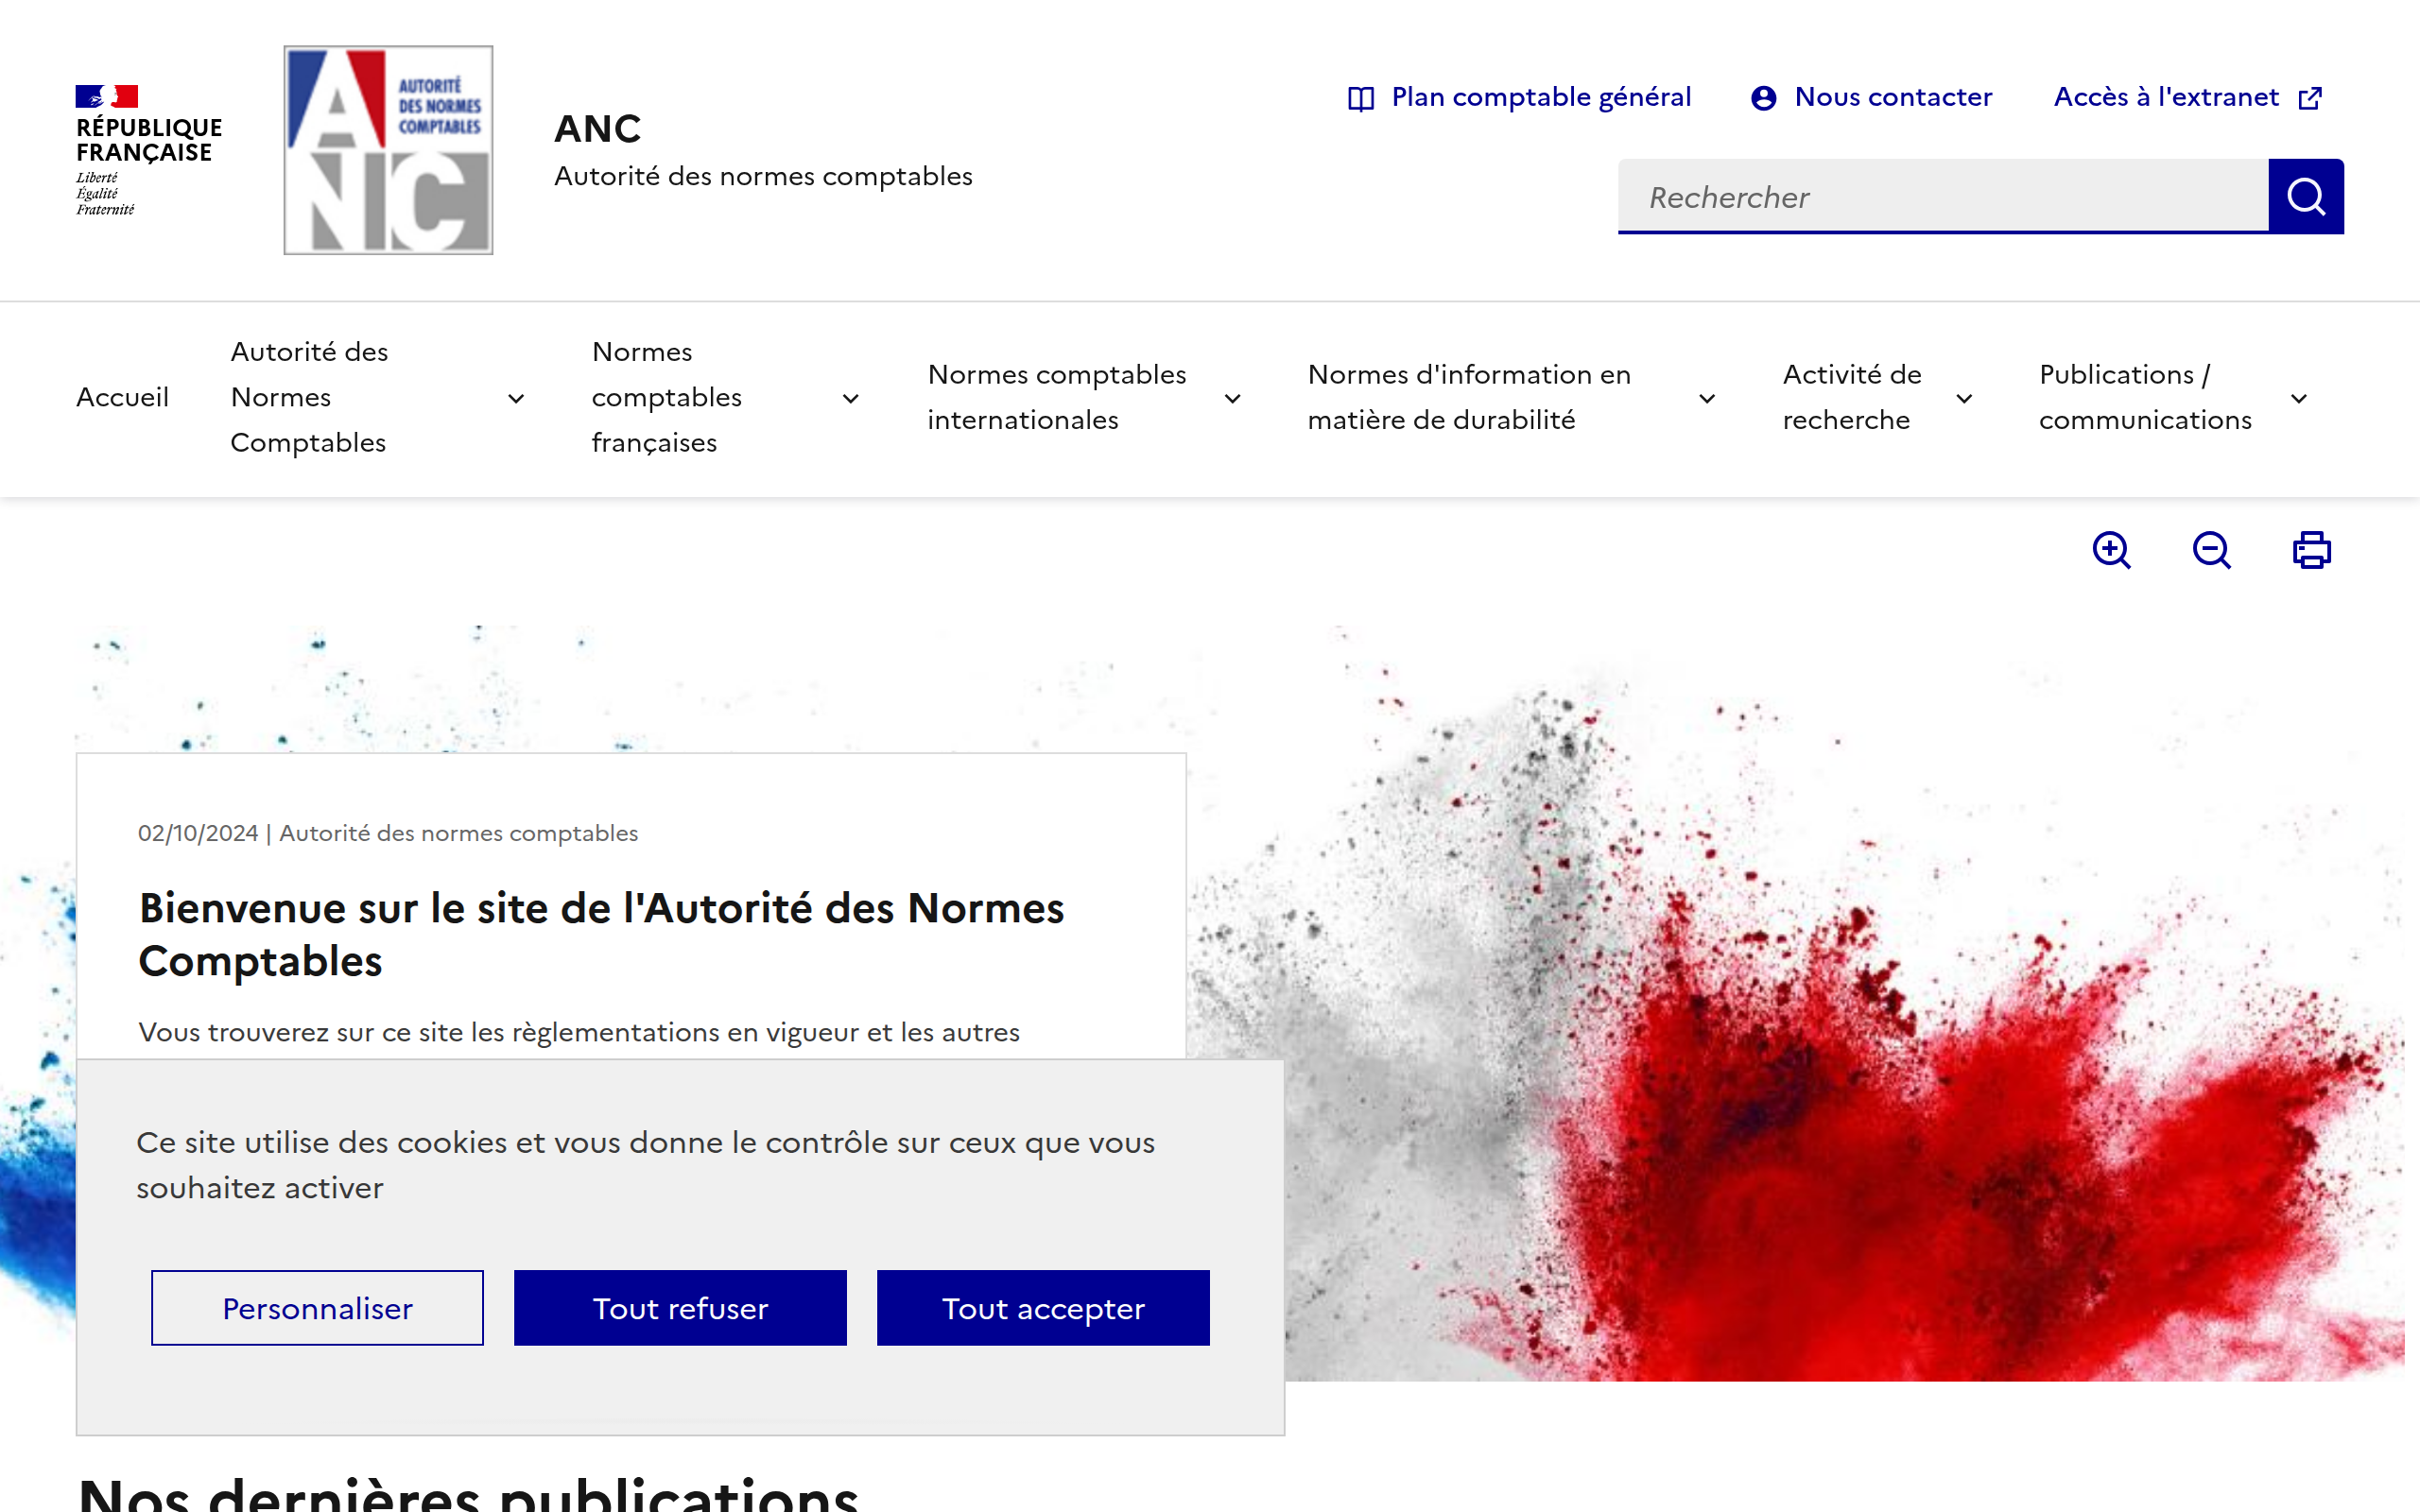 RÉPUBLIQUE
FRANÇAISE
Liberté
Égalité
Fraternité
AUTORITÉ
DES NORMES
COMPTABLES
ANC
ANC
Autorité des normes comptables
Plan comptable général
Nous contacter
Accès à l'extranet
Rechercher
Accueil
Autorité des
Normes
Comptables
Normes
comptables
françaises
Normes comptables
internationales
Normes d'information en
matière de durabilité
Activité de
recherche
Publications /
communications
02/10/2024 | Autorité des normes comptables
Bienvenue sur le site de l'Autorité des Normes
Comptables
Vous trouverez sur ce site les règlementations en vigueur et les autres
Ce site utilise des cookies et vous donne le contrôle sur ceux que vous
souhaitez activer
Personnaliser
Tout refuser
Tout accepter
Nos dernières publications